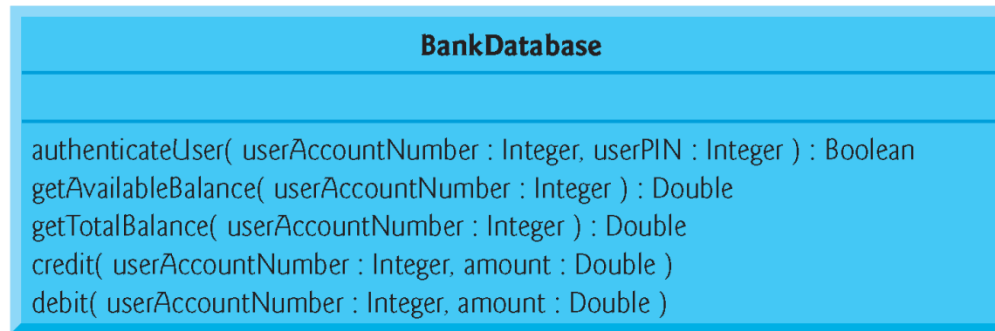 BankDatabase
authenticateUser( userAccountNumber : Integer, userPIN : Integer ) : Boolean
getAvailableBalance( userAccountNumber : Integer ) : Double
getTotalBalance( userAccountNumber : Integer ) : Double
credit( userAccountNumber : Integer, amount : Double )
debit( userAccountNumber : Integer, amount : Double )